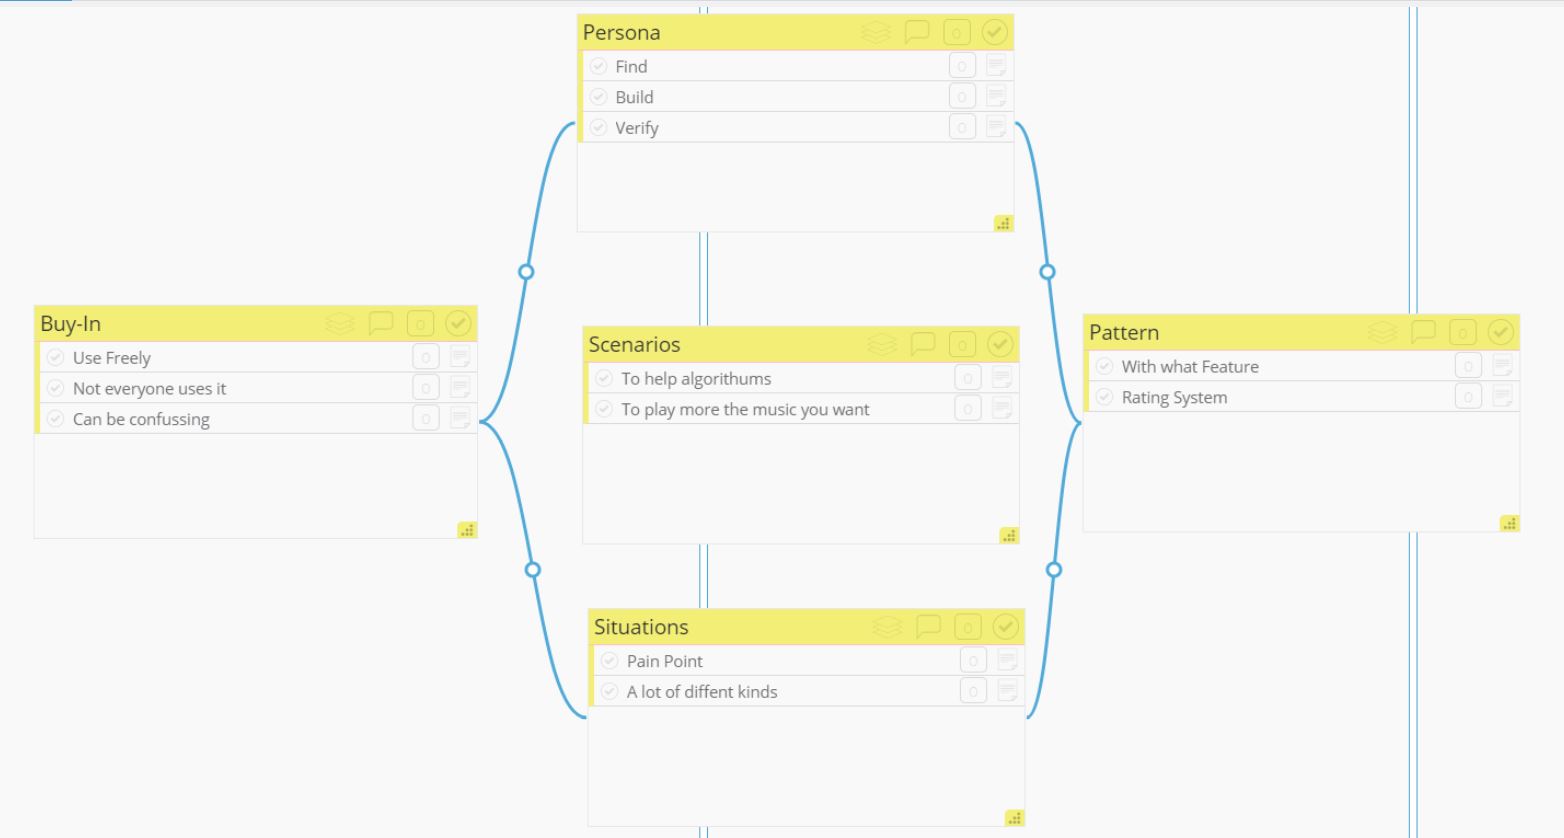 Persona
0
Find
0
Build
0
Verify
0
Buy-In
0
Use Freely
0
Not everyone uses it
0
Can be confussing
0
Scenarios
0
To help algorithums
0
To play more the music you want
0
Pattern
0
With what Feature
0
Rating System
0
Situations
0
Pain Point
0
A lot of diffent kinds
0